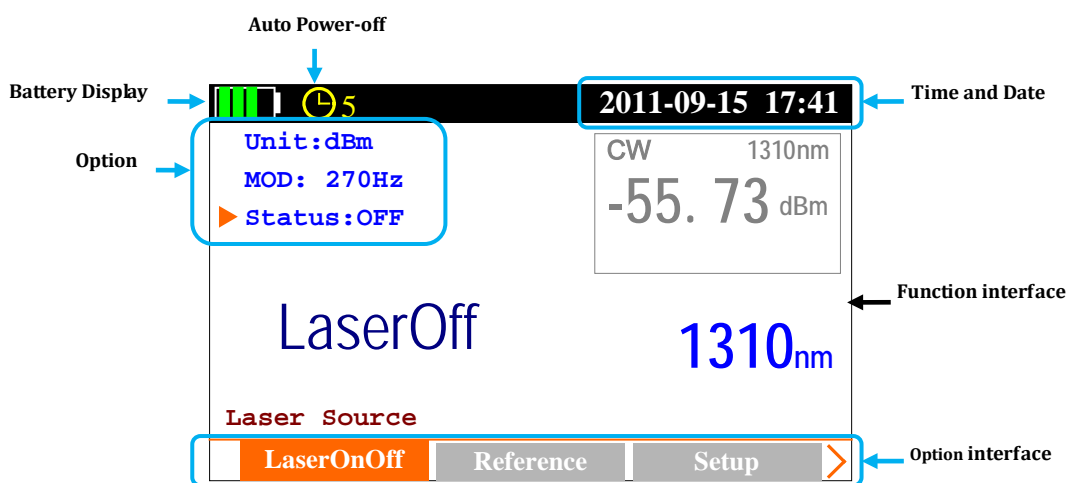 Auto Power-off
Battery Display
5
2011-09-15 17:41
Time and Date
Option
Unit:dBm
MOD: 270Hz
Status:OFF
CW 1310nm
-55. 73 dBm
Function interface
LaserOff
1310nm
Laser Source
LaserOnOff Reference Setup
Option interface